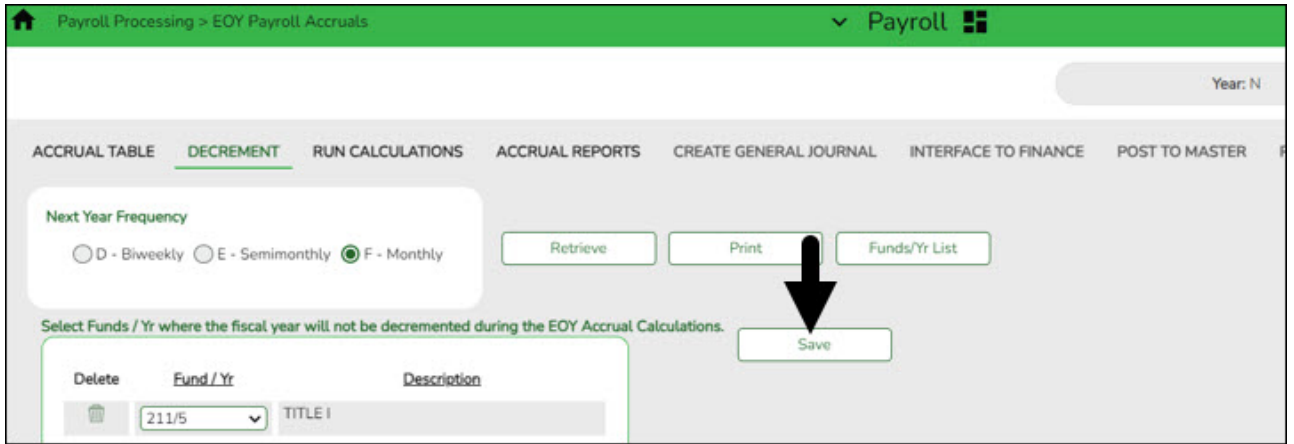 Payroll Processing > EOY Payroll Accruals
Payroll
Year: N
ACCRUAL TABLE DECREMENT RUN CALCULATIONS ACCRUAL REPORTS CREATE GENERAL JOURNAL INTERFACE TO FINANCE POST TO MASTER
Next Year Frequency
D - Biweekly E - Semimonthly F - Monthly
Retrieve Print Funds/Yr List
Select Funds / Yr where the fiscal year will not be decremented during the EOY Accrual Calculations.
Save
Delete Fund / Yr Description
211/5 TITLE I